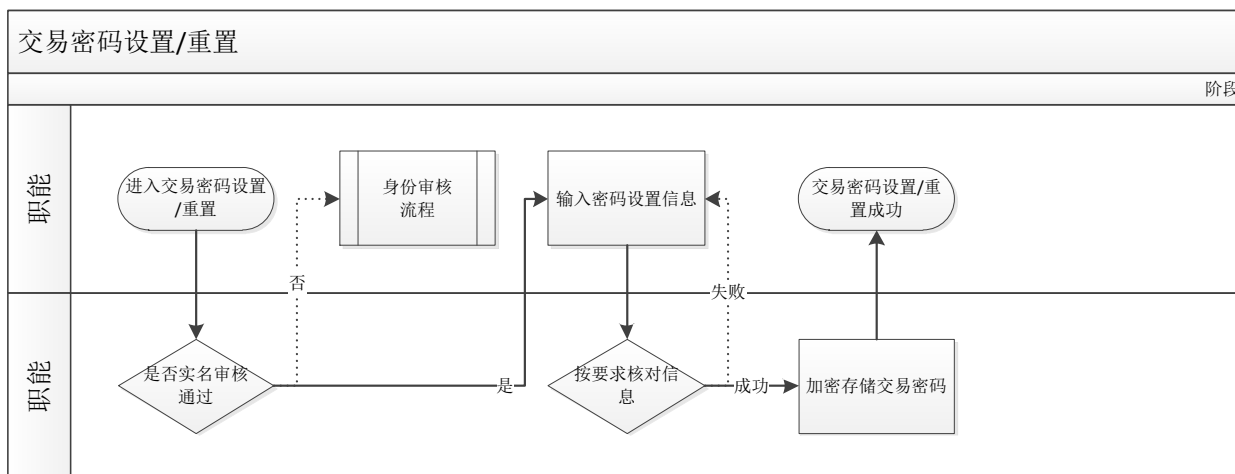 交易密码设置/重置
阶段
职能
进入交易密码设置
/重置
身份审核
流程
输入密码设置信息
交易密码设置/重
置成功
否
失败
职能
是否实名审核
通过
是
按要求核对信
息
成功
加密存储交易密码